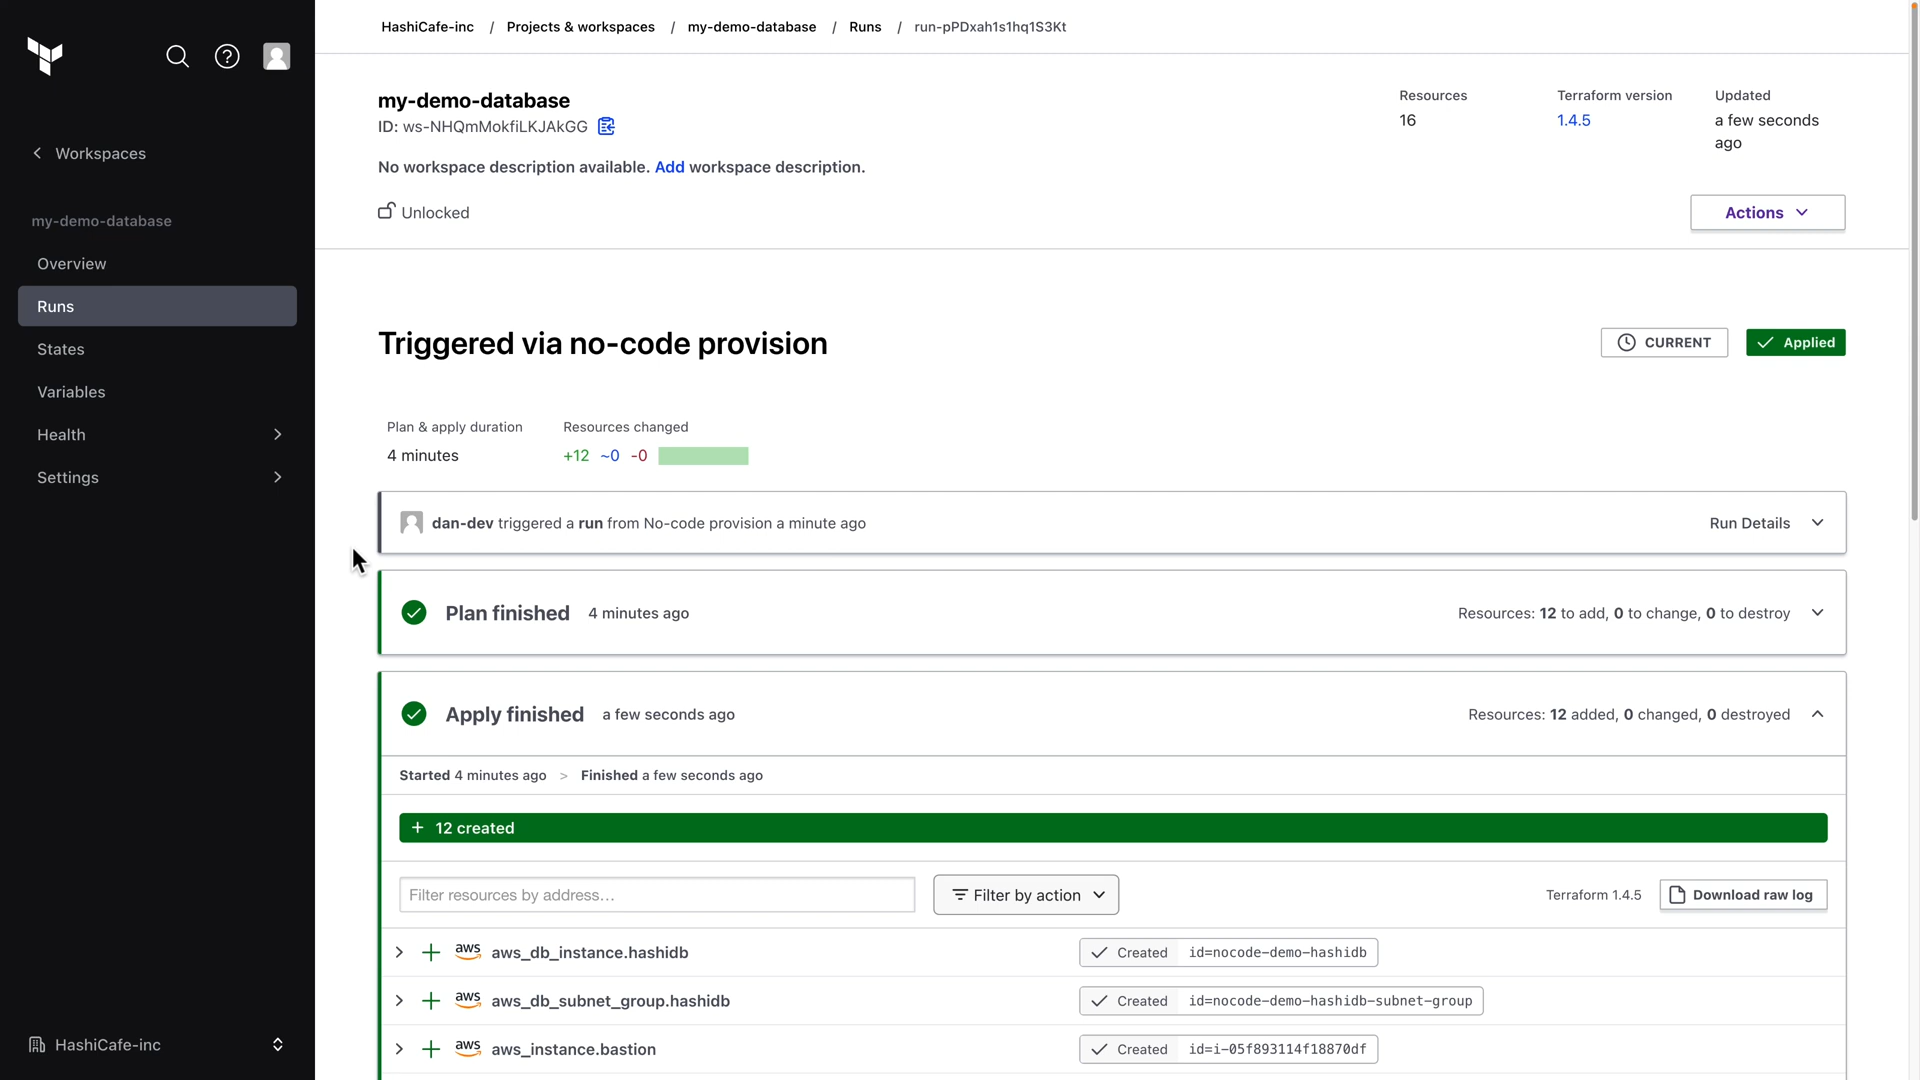 HashiCafe-inc / Projects & workspaces / my-demo-database / Runs / run-pPDxah1s1hq1S3Kt
Workspaces
my-demo-database
Overview
Runs
States
Variables
Health
Settings
HashiCafe-inc
my-demo-database
ID: ws-NHQmMokfiLKJAkGG
No workspace description available. Add workspace description.
Unlocked
Resources
16
Terraform version
1.4.5
Updated
a few seconds
ago
Actions
Triggered via no-code provision
CURRENT
Applied
Plan & apply duration
4 minutes
Resources changed
+12 ~0 -0
dan-dev triggered a run from No-code provision a minute ago
Run Details
Plan finished 4 minutes ago
Resources: 12 to add, 0 to change, 0 to destroy
Apply finished a few seconds ago
Resources: 12 added, 0 changed, 0 destroyed
Started 4 minutes ago > Finished a few seconds ago
+ 12 created
Filter resources by address...
Filter by action
Terraform 1.4.5
Download raw log
aws aws_db_instance.hashidb Created id=nocode-demo-hashidb
aws aws_db_subnet_group.hashidb Created id=nocode-demo-hashidb-subnet-group
aws aws_instance.bastion Created id=i-05f893114f18870df